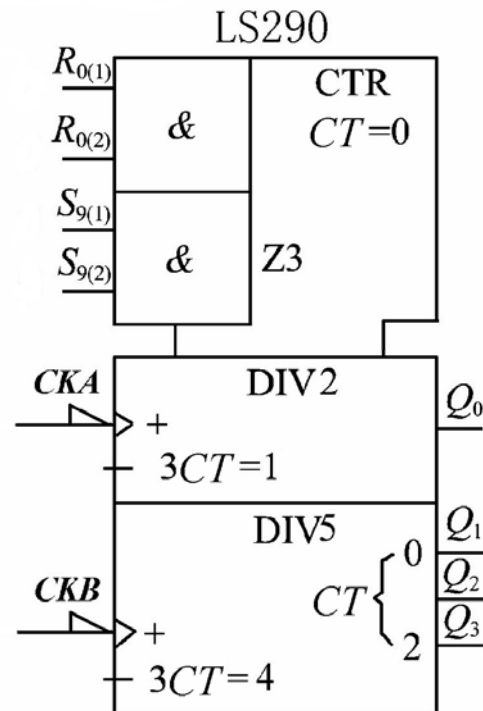 LS290
R0(1)
CTR
R0(2)
&
CT=0
S9(1)
S9(2)
&
Z3
DIV2
CKA
+
Q0
3CT=1
DIV5
Q1
0
CT
{
Q2
CKB
+
2
Q3
3CT=4